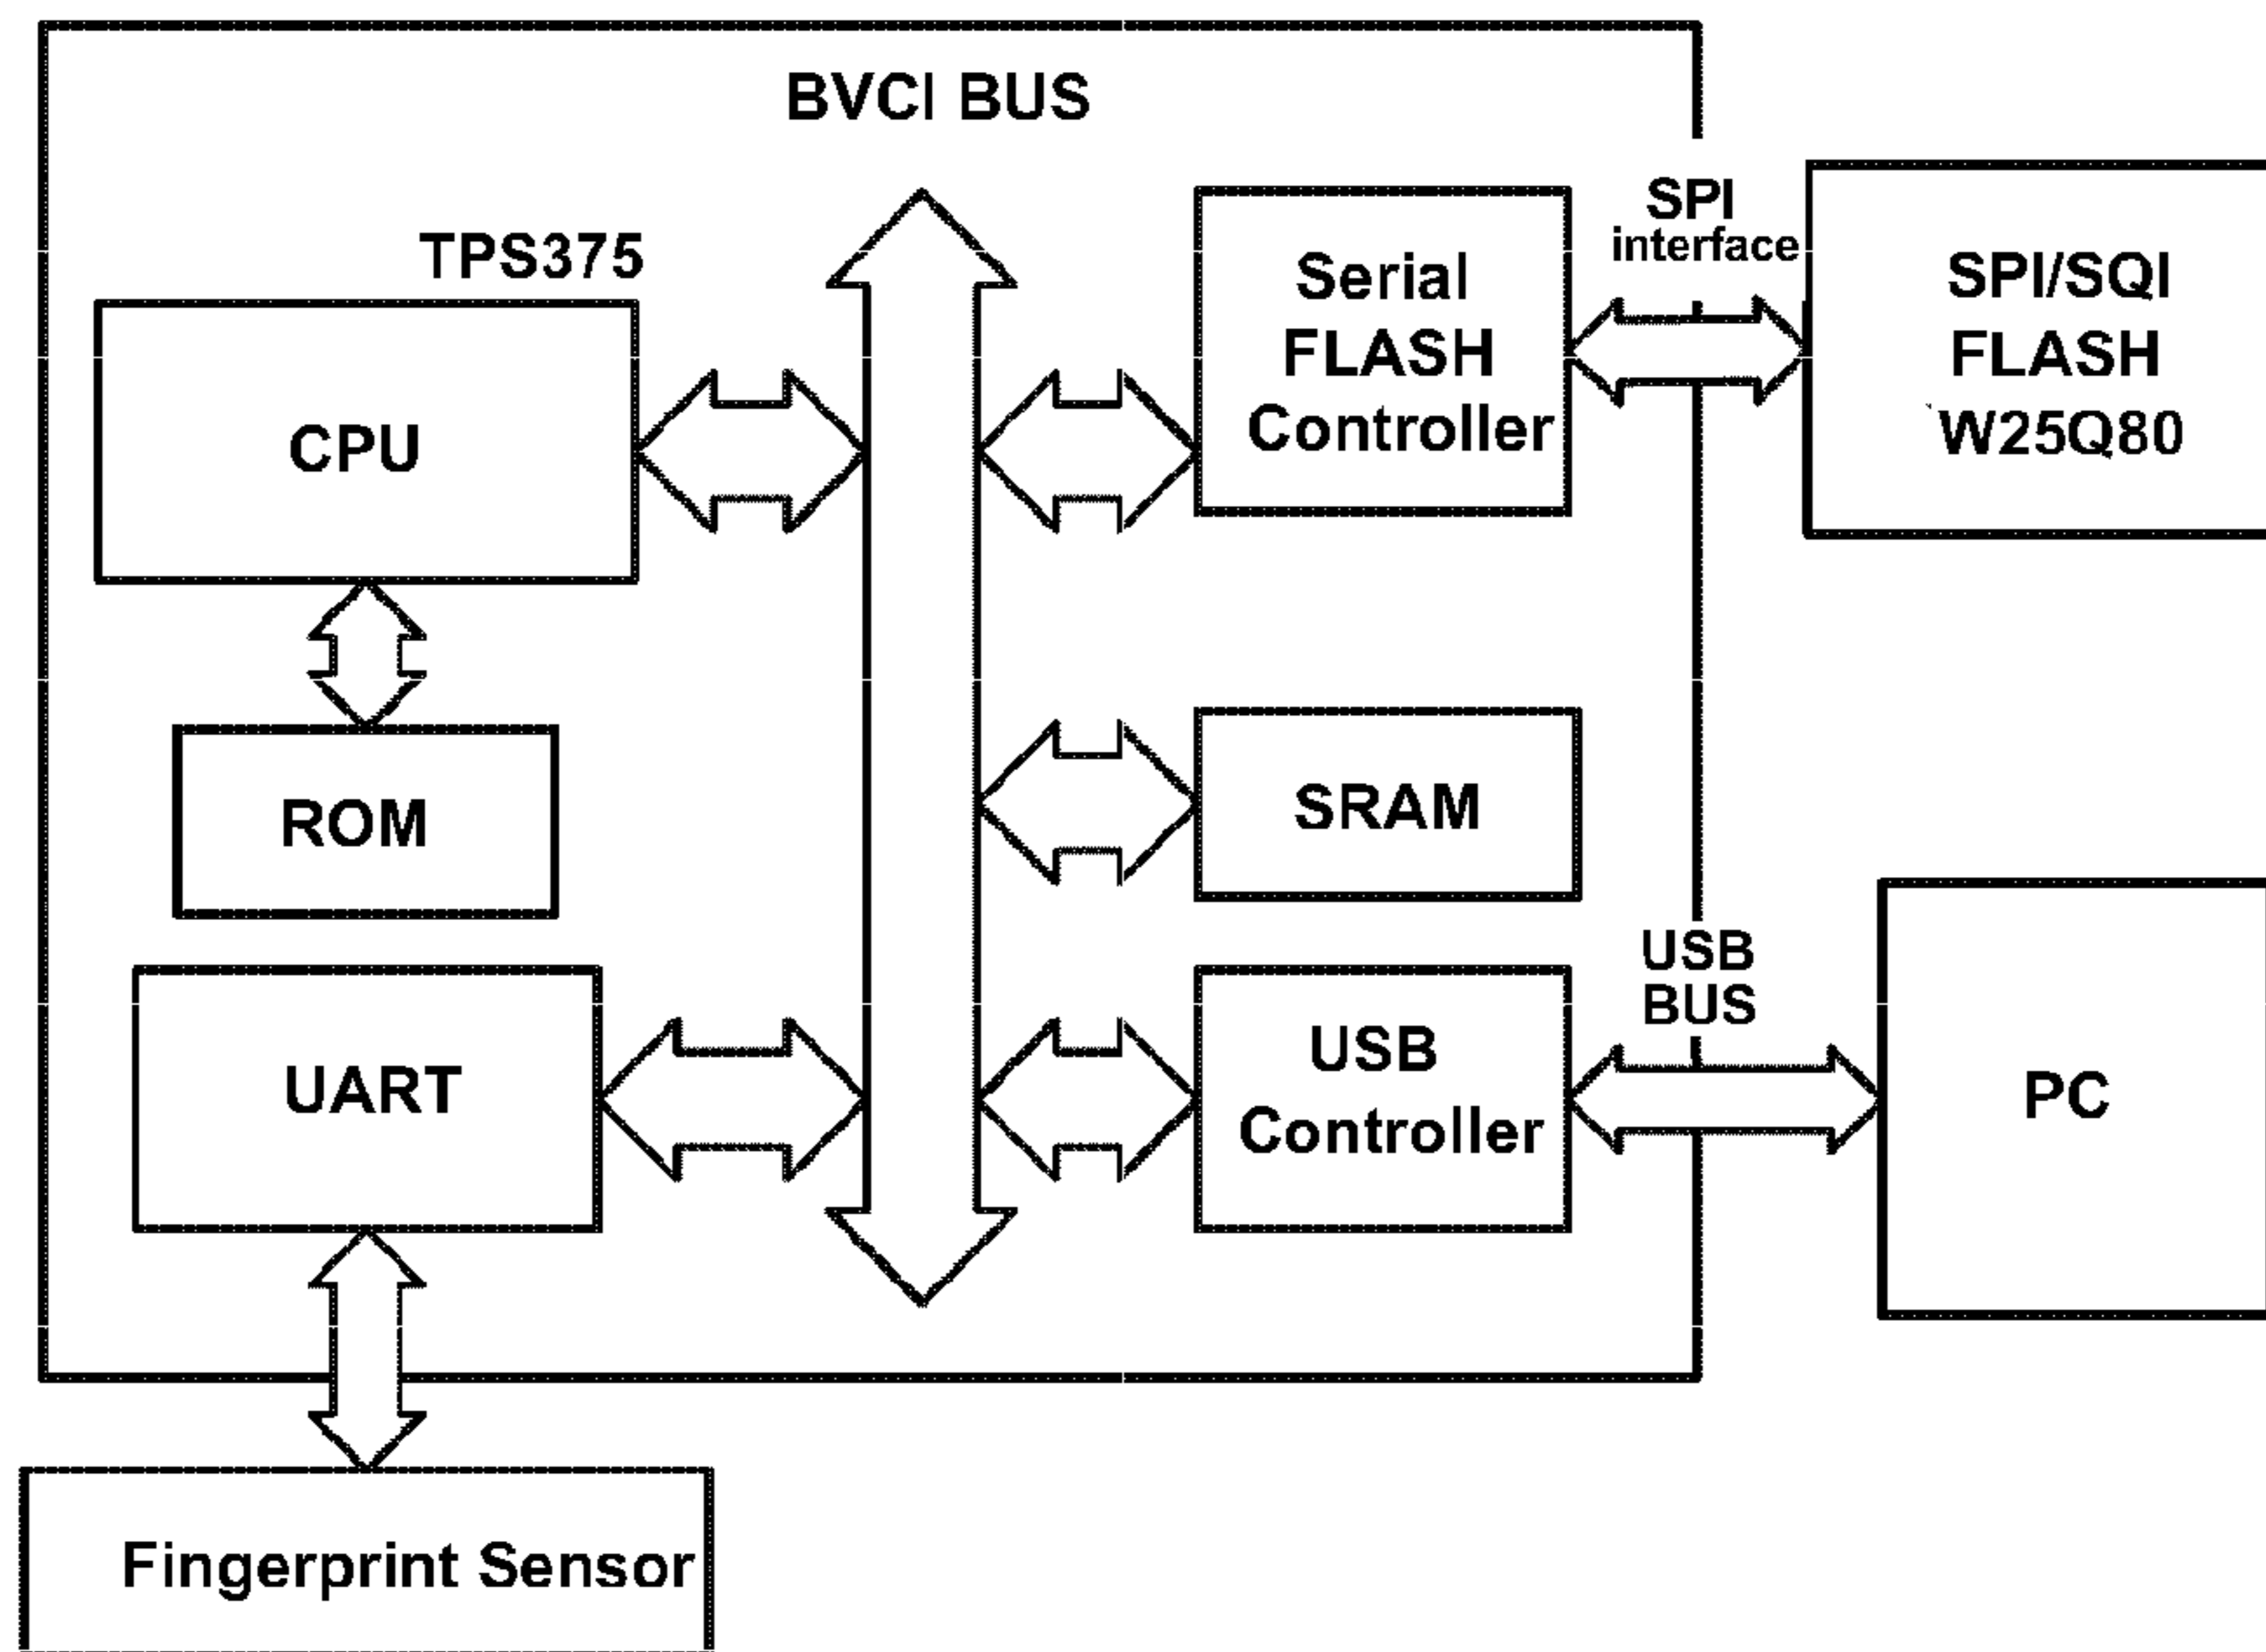 BVCI BUS
TPS375
CPU
ROM
UART
Serial
FLASH
Controller
SPI
interface
SPI/SQI
FLASH
W25Q80
SRAM
USB
Controller
USB
BUS
PC
Fingerprint Sensor